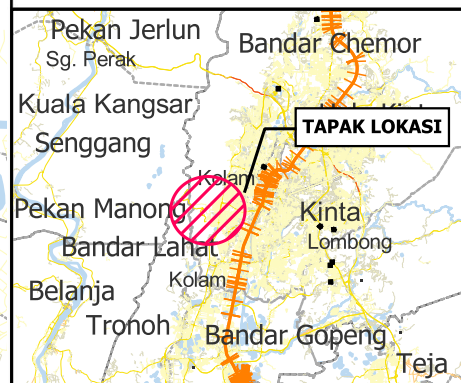 Pekan Jerlun
Bandar Chemor
Sg. Perak
Kuala Kangsar
TAPAK LOKASI
Senggang
Kolam
Pekan Manong
Kinta
Lombong
Bandar Lahat
Kolam
Belanja
Tronoh
Bandar Gopeng
Teja